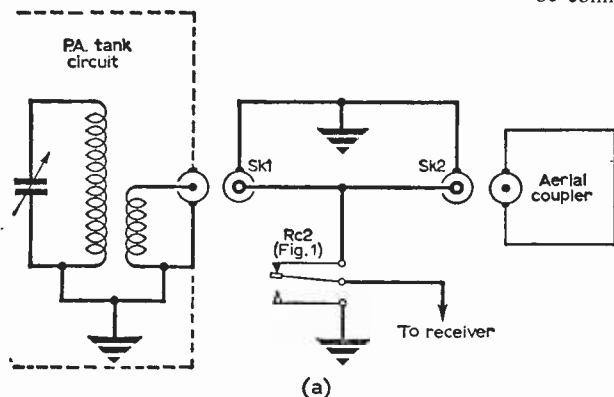 P.A. tank
circuit
Sk1
Sk2
Aerial
coupler
Rc2
(Fig. 1)
To receiver
(a)